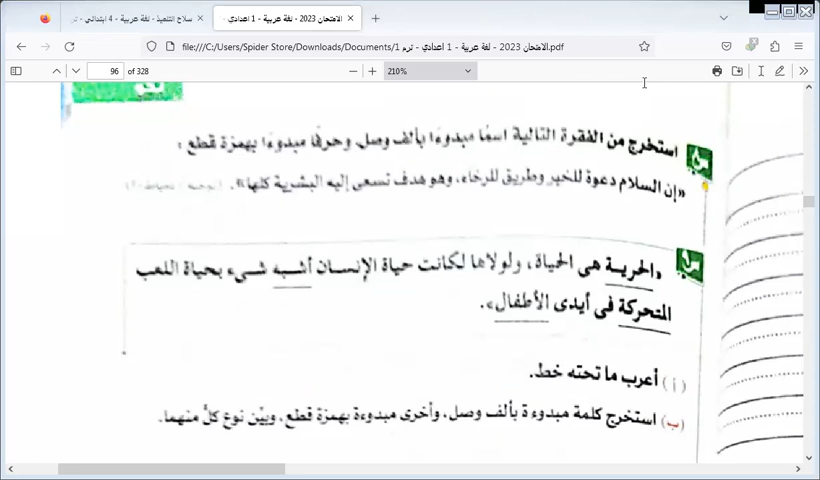 الامتحان 2023 - لغة عربية - 1 اعدادي
سلاح التلميذ - لغة عربية - 4 ابتدائي - تر
file:///C:/Users/Spider Store/Downloads/Documents/الامتحان 2023 - لغة عربية - 1 اعدادي - ترم 1.pdf
96 of 328
210%
استخرج من الفقرة التالية اسمًا مبدوءًا بألف وصل، وحرفًا مبدوءًا بهمزة قطع :
«إن السلام دعوة للخير وطريق للرخاء، وهو هدف تسعى إليه البشرية كلها».
«الحرية هى الحياة، ولولاها لكانت حياة الإنسان أشبه شىء بحياة اللعب
المتحركة فى أيدى الأطفال».
(أ) أعرب ما تحته خط.
(ب) استخرج كلمة مبدوءة بألف وصل، وأخرى مبدوءة بهمزة قطع، وبيِّن نوع كلٍّ منهما.